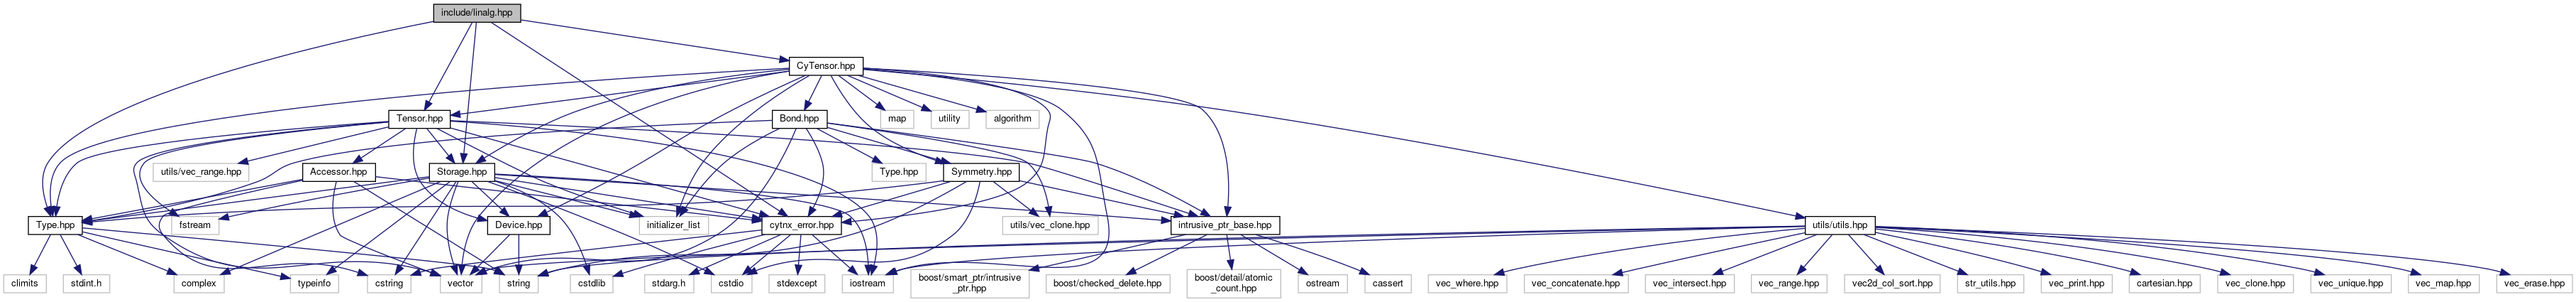 include/linalg.hpp
CyTensor.hpp
Tensor.hpp
Bond.hpp
map
utility
algorithm
utils/vec_range.hpp
Accessor.hpp
Storage.hpp
Type.hpp
Symmetry.hpp
Type.hpp
fstream
Device.hpp
initializer_list
cytnx_error.hpp
utils/vec_clone.hpp
intrusive_ptr_base.hpp
utils/utils.hpp
climits
stdint.h
complex
typeinfo
cstring
vector
string
cstdlib
stdarg.h
cstdio
stdexcept
iostream
boost/smart_ptr/intrusive
_ptr.hpp
boost/checked_delete.hpp
boost/detail/atomic
_count.hpp
ostream
cassert
vec_where.hpp
vec_concatenate.hpp
vec_intersect.hpp
vec_range.hpp
vec2d_col_sort.hpp
str_utils.hpp
vec_print.hpp
cartesian.hpp
vec_clone.hpp
vec_unique.hpp
vec_map.hpp
vec_erase.hpp